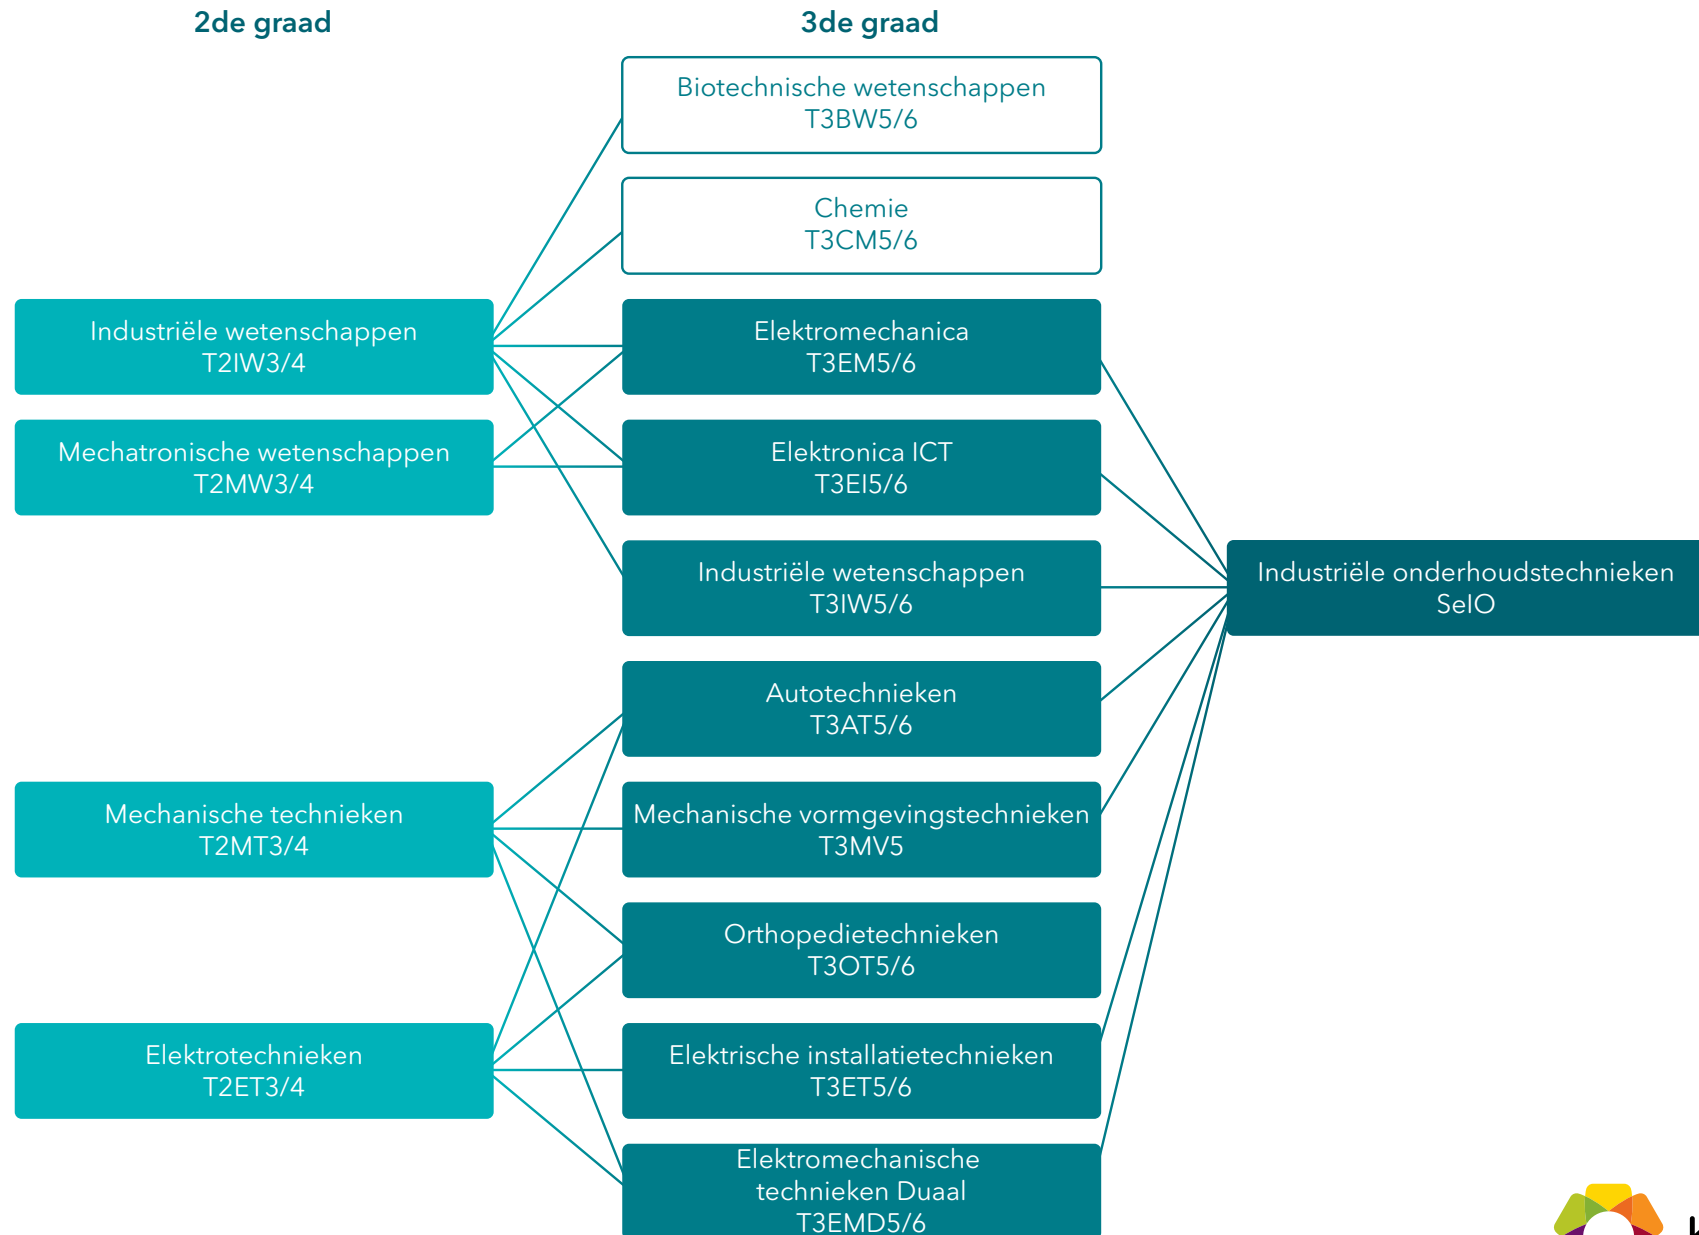 2de graad
3de graad
Biotechnische wetenschappen
T3BW5/6
Chemie
T3CM5/6
Industriële wetenschappen
T2IW3/4
Elektromechanica
T3EM5/6
Mechatronische wetenschappen
T2MW3/4
Elektronica ICT
T3EI5/6
Industriële wetenschappen
T3IW5/6
Industriële onderhoudstechnieken
SeIO
Autotechnieken
T3AT5/6
Mechanische technieken
T2MT3/4
Mechanische vormgevingstechnieken
T3MV5
Orthopedietechnieken
T3OT5/6
Elektrotechnieken
T2ET3/4
Elektrische installatietechnieken
T3ET5/6
Elektromechanische
technieken Duaal
T3EMD5/6